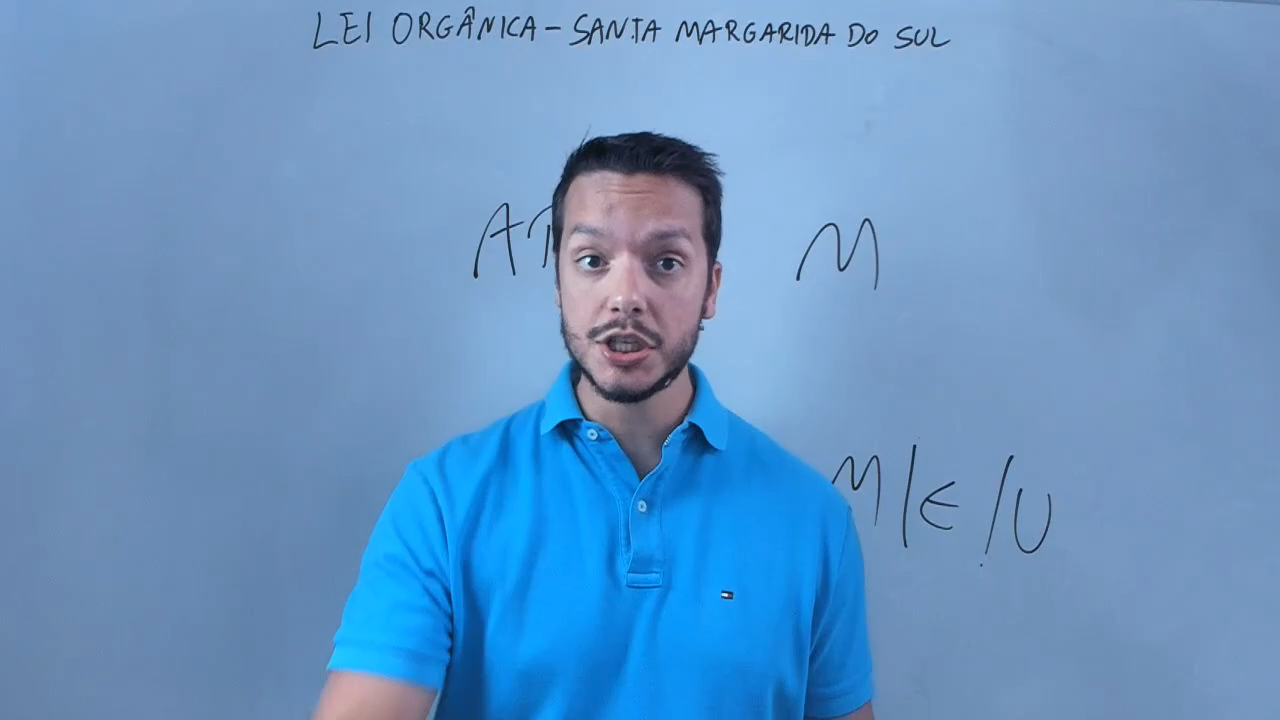 LEI ORGÂNICA – SANTA MARGARIDA DO SUL
M
M/E/U